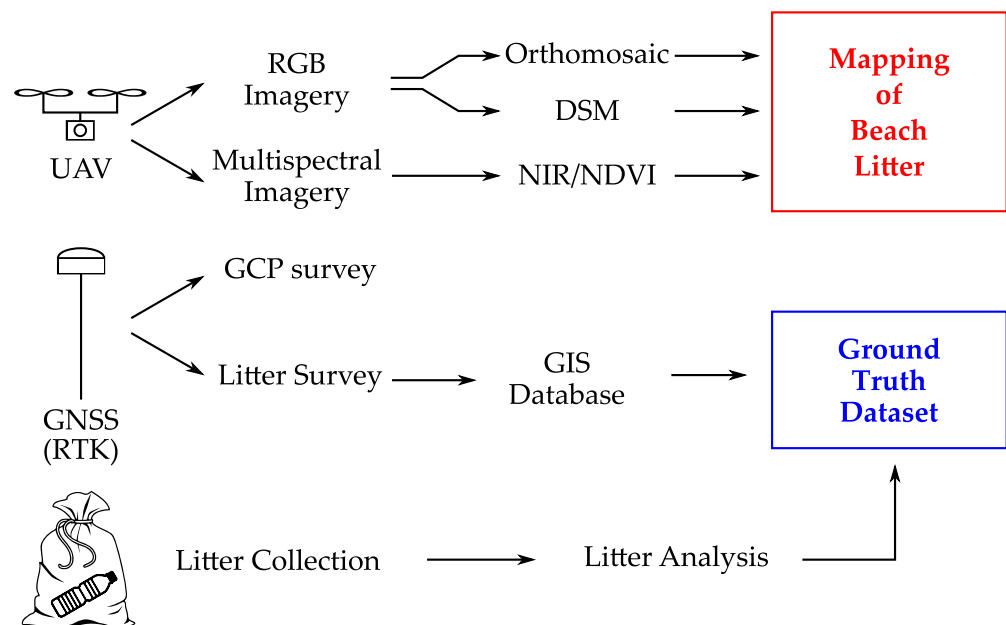 RGB
Imagery
Orthomosaic
DSM
UAV
Multispectral
Imagery
NIR/NDVI
Mapping
of
Beach
Litter
GCP survey
Litter Survey
GNSS
(RTK)
GIS
Database
Ground
Truth
Dataset
Litter Collection
Litter Analysis